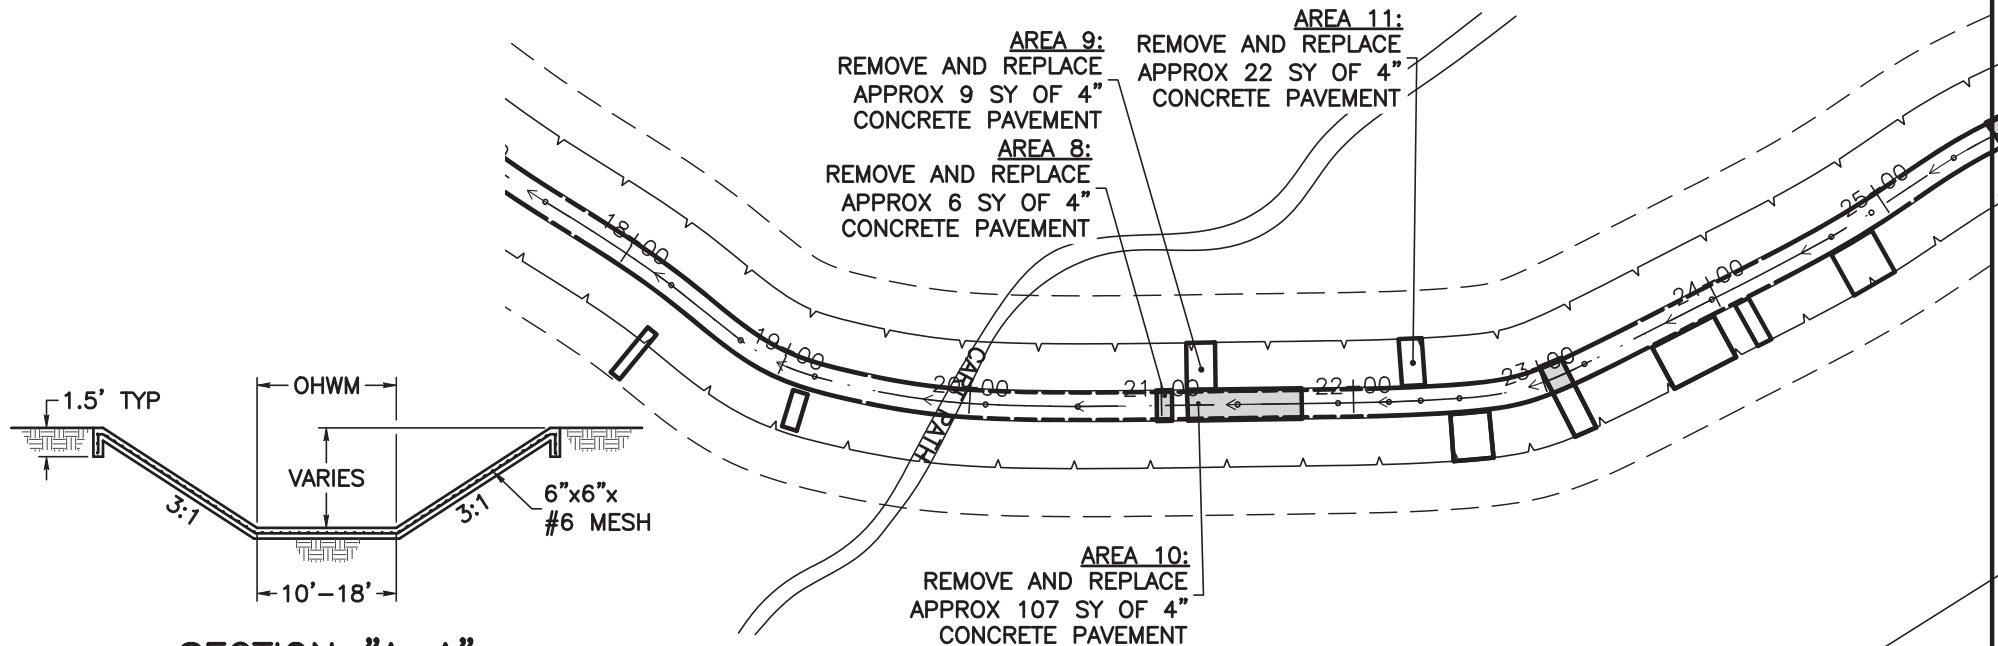 AREA 11:
REMOVE AND REPLACE
APPROX 22 SY OF 4"
CONCRETE PAVEMENT
AREA 9:
REMOVE AND REPLACE
APPROX 9 SY OF 4"
CONCRETE PAVEMENT
AREA 8:
REMOVE AND REPLACE
APPROX 6 SY OF 4"
CONCRETE PAVEMENT
18+00
19+00
20+00
21+00
22+00
23+00
24+00
25+00
CART PATH
AREA 10:
REMOVE AND REPLACE
APPROX 107 SY OF 4"
CONCRETE PAVEMENT
OHWM
1.5' TYP
VARIES
3:1
3:1
6"x6"x
#6 MESH
10'-18'
SECTION "A-A"